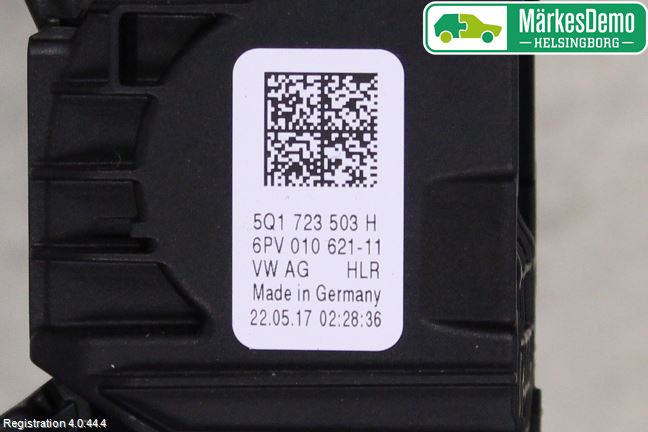 MärkesDemo
HELSINGBORG
5Q1 723 503 H
6PV 010 621-11
VW AG HLR
Made in Germany
22.05.17 02:28:36
Registration 4.0.44.4